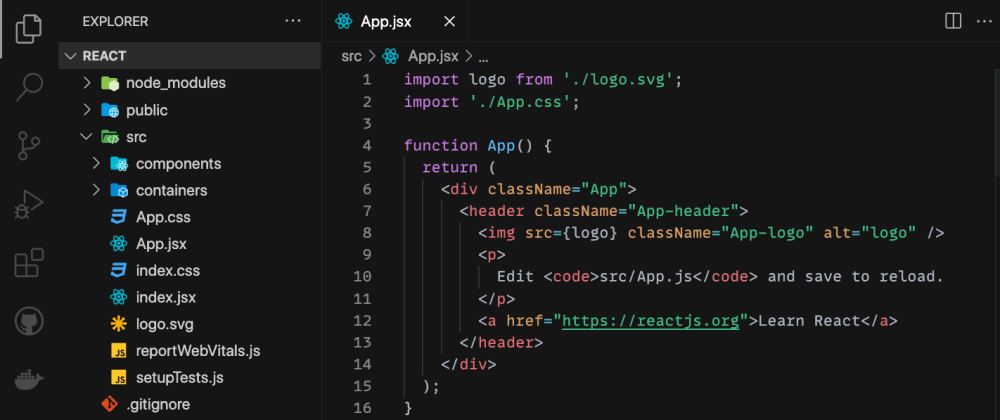 EXPLORER
REACT
node_modules
public
src
components
containers
App.css
App.jsx
index.css
index.jsx
logo.svg
JS reportWebVitals.js
JS setupTests.js
.gitignore
App.jsx
src > App.jsx > ...
1 import logo from './logo.svg';
2 import './App.css';
3
4 function App() {
5   return (
6     <div className="App">
7       <header className="App-header">
8         <img src={logo} className="App-logo" alt="logo" />
9         <p>
10           Edit <code>src/App.js</code> and save to reload.
11         </p>
12         <a href="https://reactjs.org">Learn React</a>
13       </header>
14     </div>
15   );
16 }